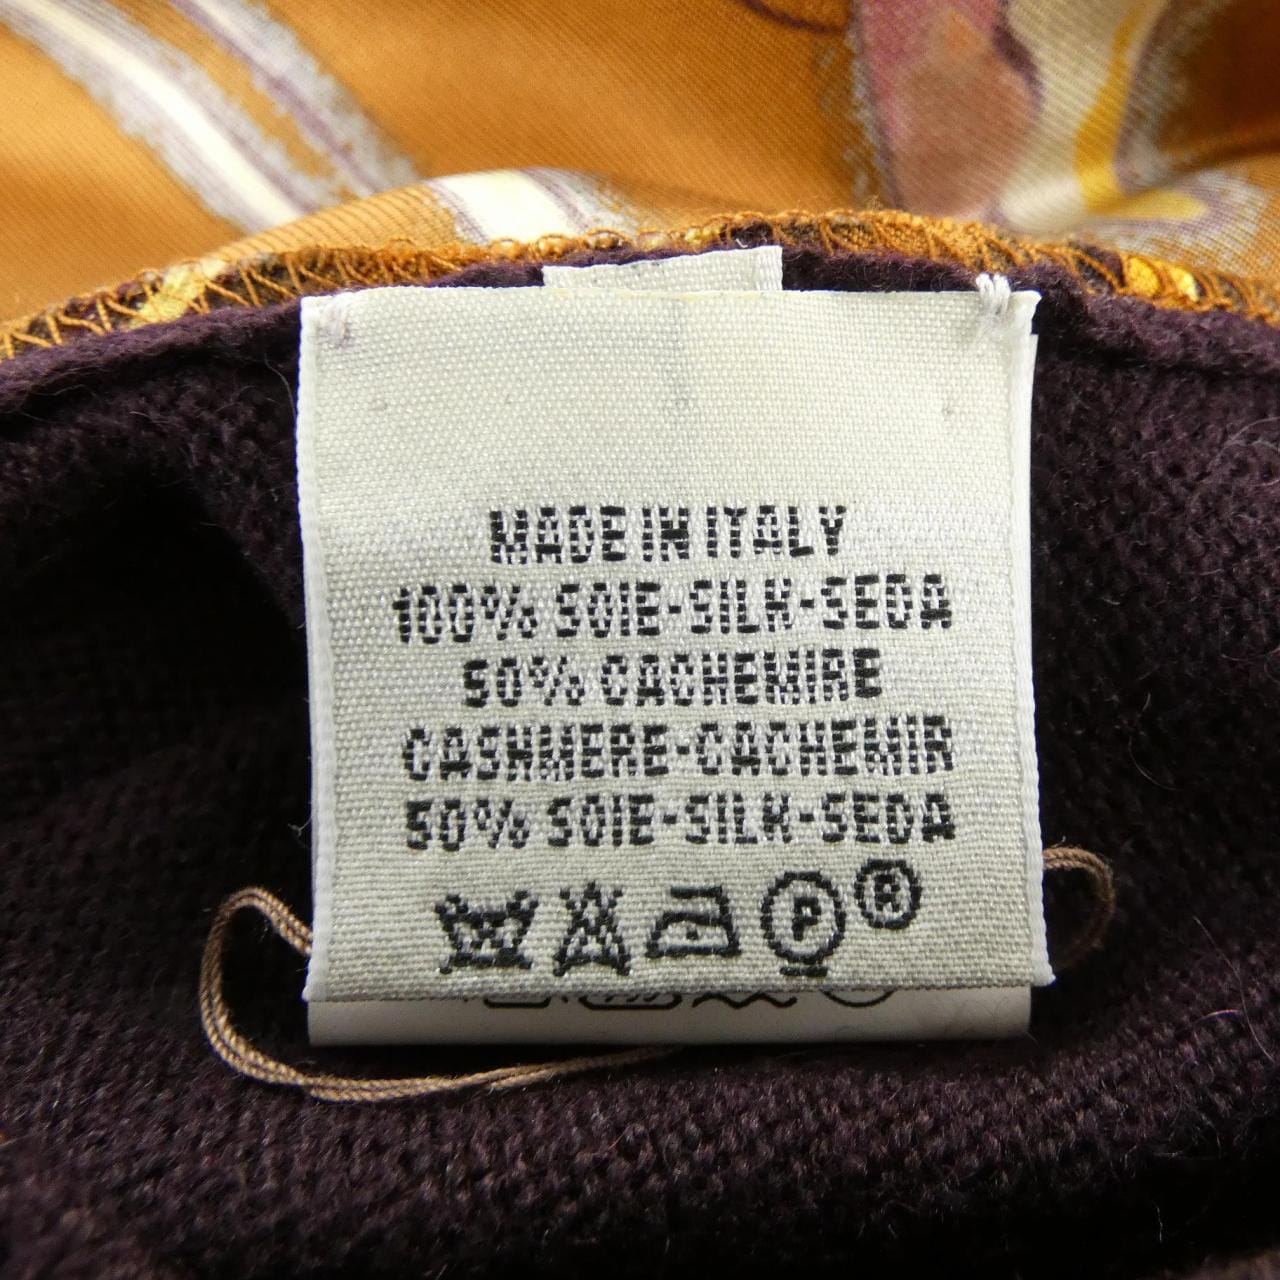 MADE IN ITALY
100% SOIE-SILK-SEDA
50% CACHEMIRE
CASHMERE-CACHEMIR
50% SOIE-SILK-SEDA
P ®